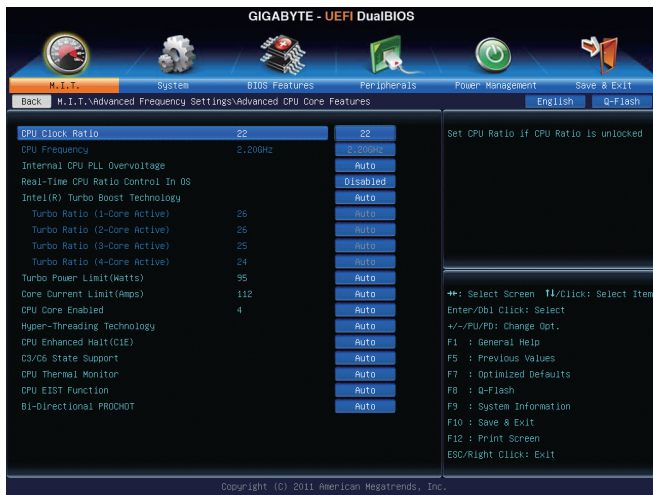 GIGABYTE - UEFI DualBIOS
M.I.T. System BIOS Features Peripherals Power Management Save & Exit
Back M.I.T.\Advanced Frequency Settings\Advanced CPU Core Features English Q-Flash
CPU Clock Ratio 22 22
CPU Frequency 2.20GHz 2.20GHz
Internal CPU PLL Overvoltage Auto
Real-Time CPU Ratio Control In OS Disabled
Intel(R) Turbo Boost Technology Auto
Turbo Ratio (1-Core Active) 26 Auto
Turbo Ratio (2-Core Active) 26 Auto
Turbo Ratio (3-Core Active) 25 Auto
Turbo Ratio (4-Core Active) 24 Auto
Turbo Power Limit(Watts) 95 Auto
Core Current Limit(Amps) 112 Auto
CPU Core Enabled 4 Auto
Hyper-Threading Technology Auto
CPU Enhanced Halt(C1E) Auto
C3/C6 State Support Auto
CPU Thermal Monitor Auto
CPU EIST Function Auto
Bi-Directional PROCHOT Auto
Set CPU Ratio if CPU Ratio is unlocked
→←: Select Screen ↑↓/Click: Select Item
Enter/Dbl Click: Select
+/-/PU/PD: Change Opt.
F1 : General Help
F5 : Previous Values
F7 : Optimized Defaults
F8 : Q-Flash
F9 : System Information
F10 : Save & Exit
F12 : Print Screen
ESC/Right Click: Exit
Copyright (C) 2011 American Megatrends, Inc.